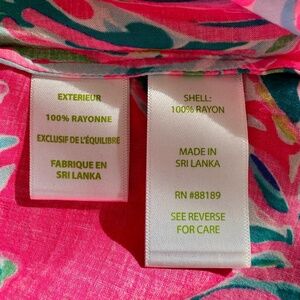 EXTERIEUR
100% RAYONNE
EXCLUSIF DE L'ÉQUILIBRE
FABRIQUE EN
SRI LANKA
SHELL:
100% RAYON
MADE IN
SRI LANKA
RN #88189
SEE REVERSE
FOR CARE